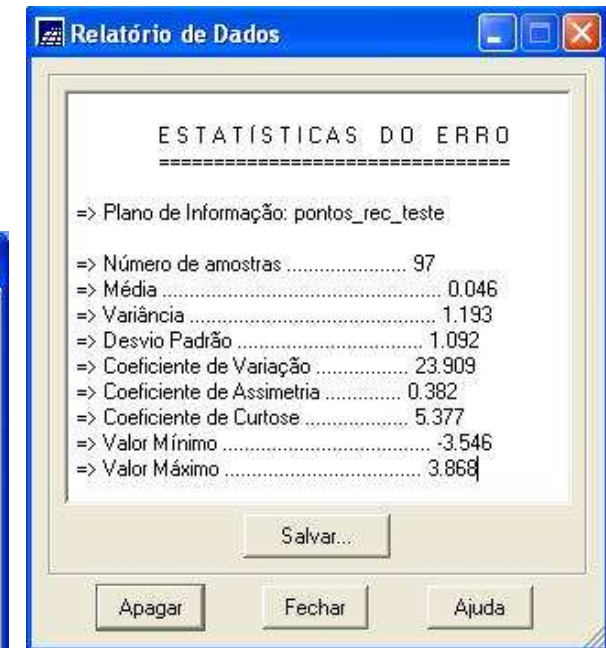 Relatório de Dados
ESTATÍSTICAS DO ERRO
================================
=> Plano de Informação: pontos_rec_teste
=> Número de amostras ...................... 97
=> Média ................................................... 0.046
=> Variância ............................................. 1.193
=> Desvio Padrão .................................. 1.092
=> Coeficiente de Variação ................. 23.909
=> Coeficiente de Assimetria .............. 0.382
=> Coeficiente de Curtose ................... 5.377
=> Valor Mínimo ...................................... -3.546
=> Valor Máximo .................................... 3.868
Salvar...
Apagar Fechar Ajuda